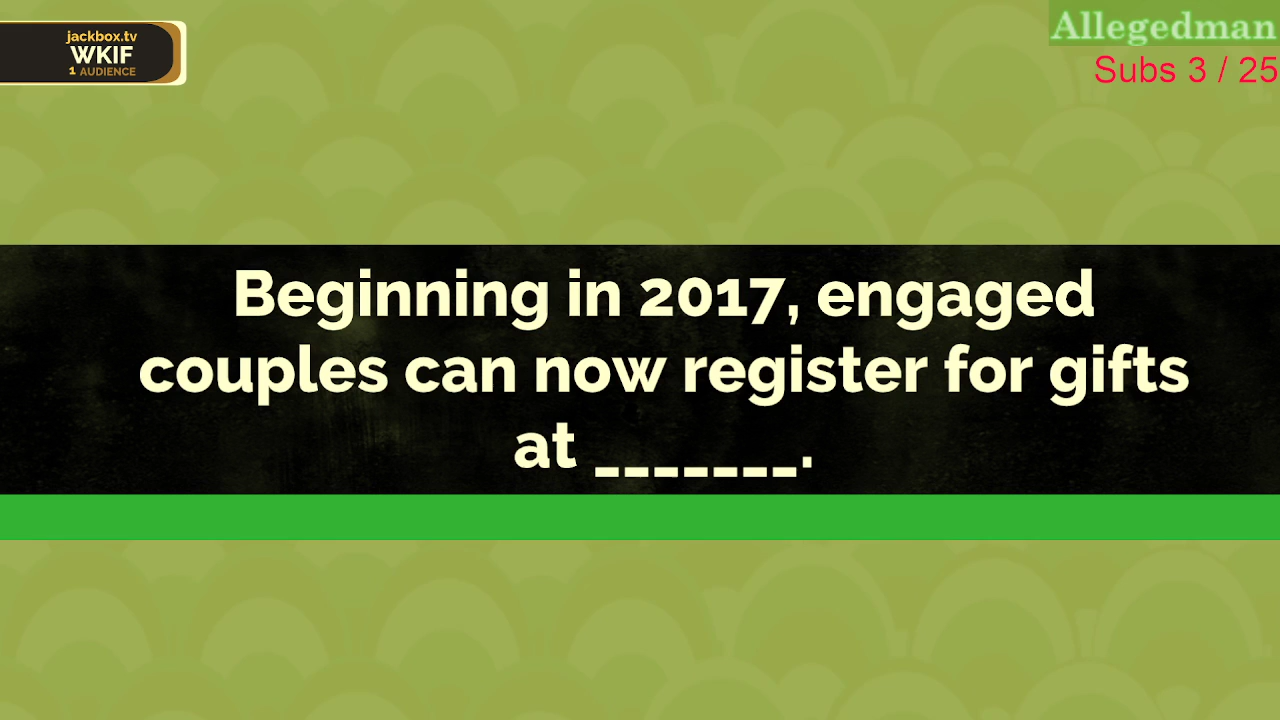 jackbox.tv
WKIF
1 AUDIENCE
Allegedman
Subs 3 / 25
Beginning in 2017, engaged
couples can now register for gifts
at _______.